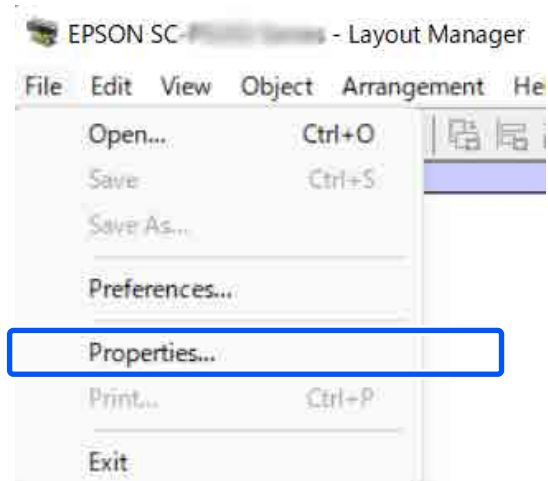 EPSON SC- - Layout Manager
File Edit View Object Arrangement He
Open... Ctrl+O
Save Ctrl+S
Save As...
Preferences...
Properties...
Print... Ctrl+P
Exit